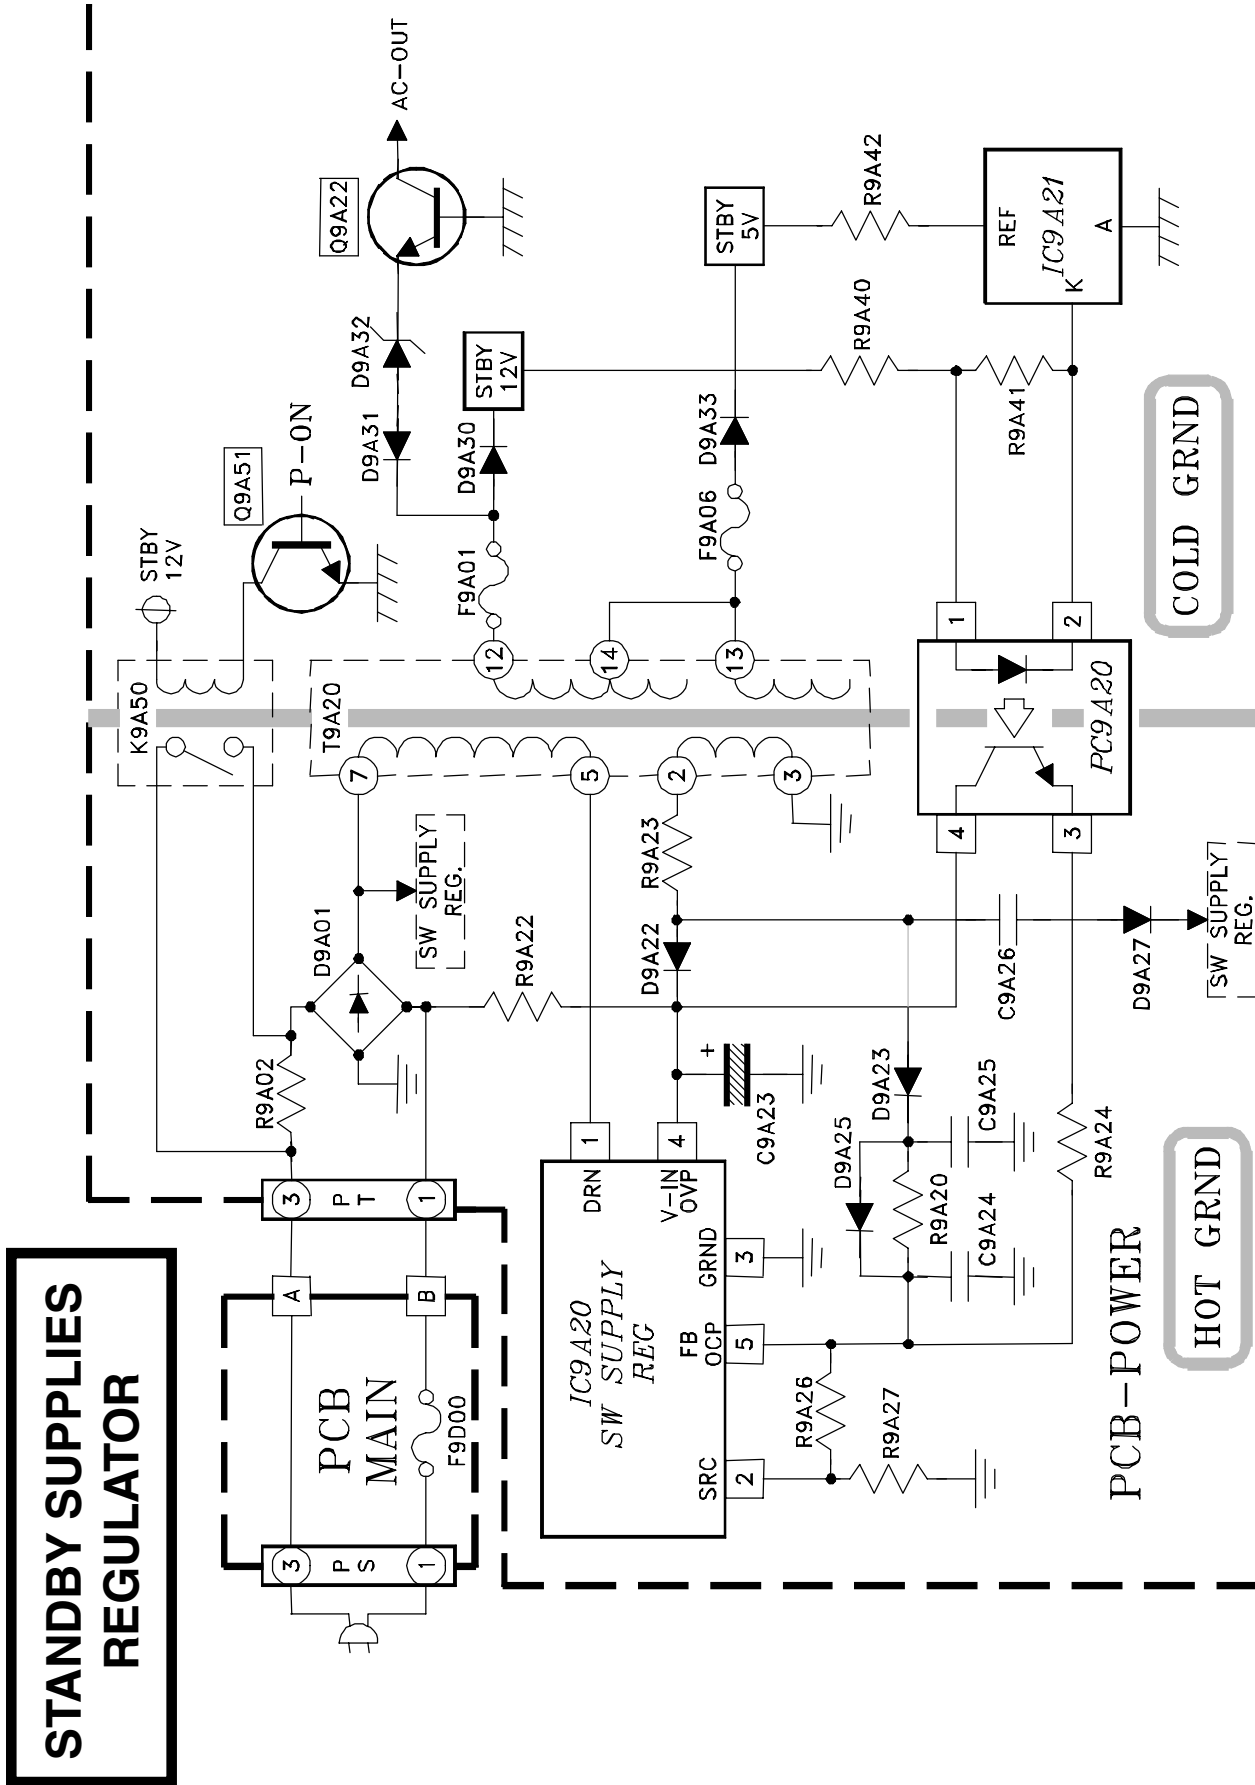 STANDBY SUPPLIES
REGULATOR
PCB
MAIN
F9D00
3
P
S
1
A
B
3
P
T
1
R9A02
D9A01
K9A50
STBY
12V
Q9A51
P-ON
SW SUPPLY
REG.
R9A22
T9A20
7
5
2
3
12
14
13
F9A01
D9A30
D9A31
D9A32
Q9A22
AC-OUT
STBY
12V
F9A06
D9A33
STBY
5V
R9A42
R9A40
R9A41
REF
IC9A21
K
A
IC9A20
SW SUPPLY
REG
DRN
1
V-IN
OVP
4
GRND
3
FB
OCP
5
SRC
2
R9A23
D9A22
+
C9A23
D9A25
D9A23
R9A20
C9A25
C9A24
R9A26
R9A27
R9A24
C9A26
D9A27
SW SUPPLY
REG.
PC9A20
4
3
1
2
PCB-POWER
HOT GRND
COLD GRND